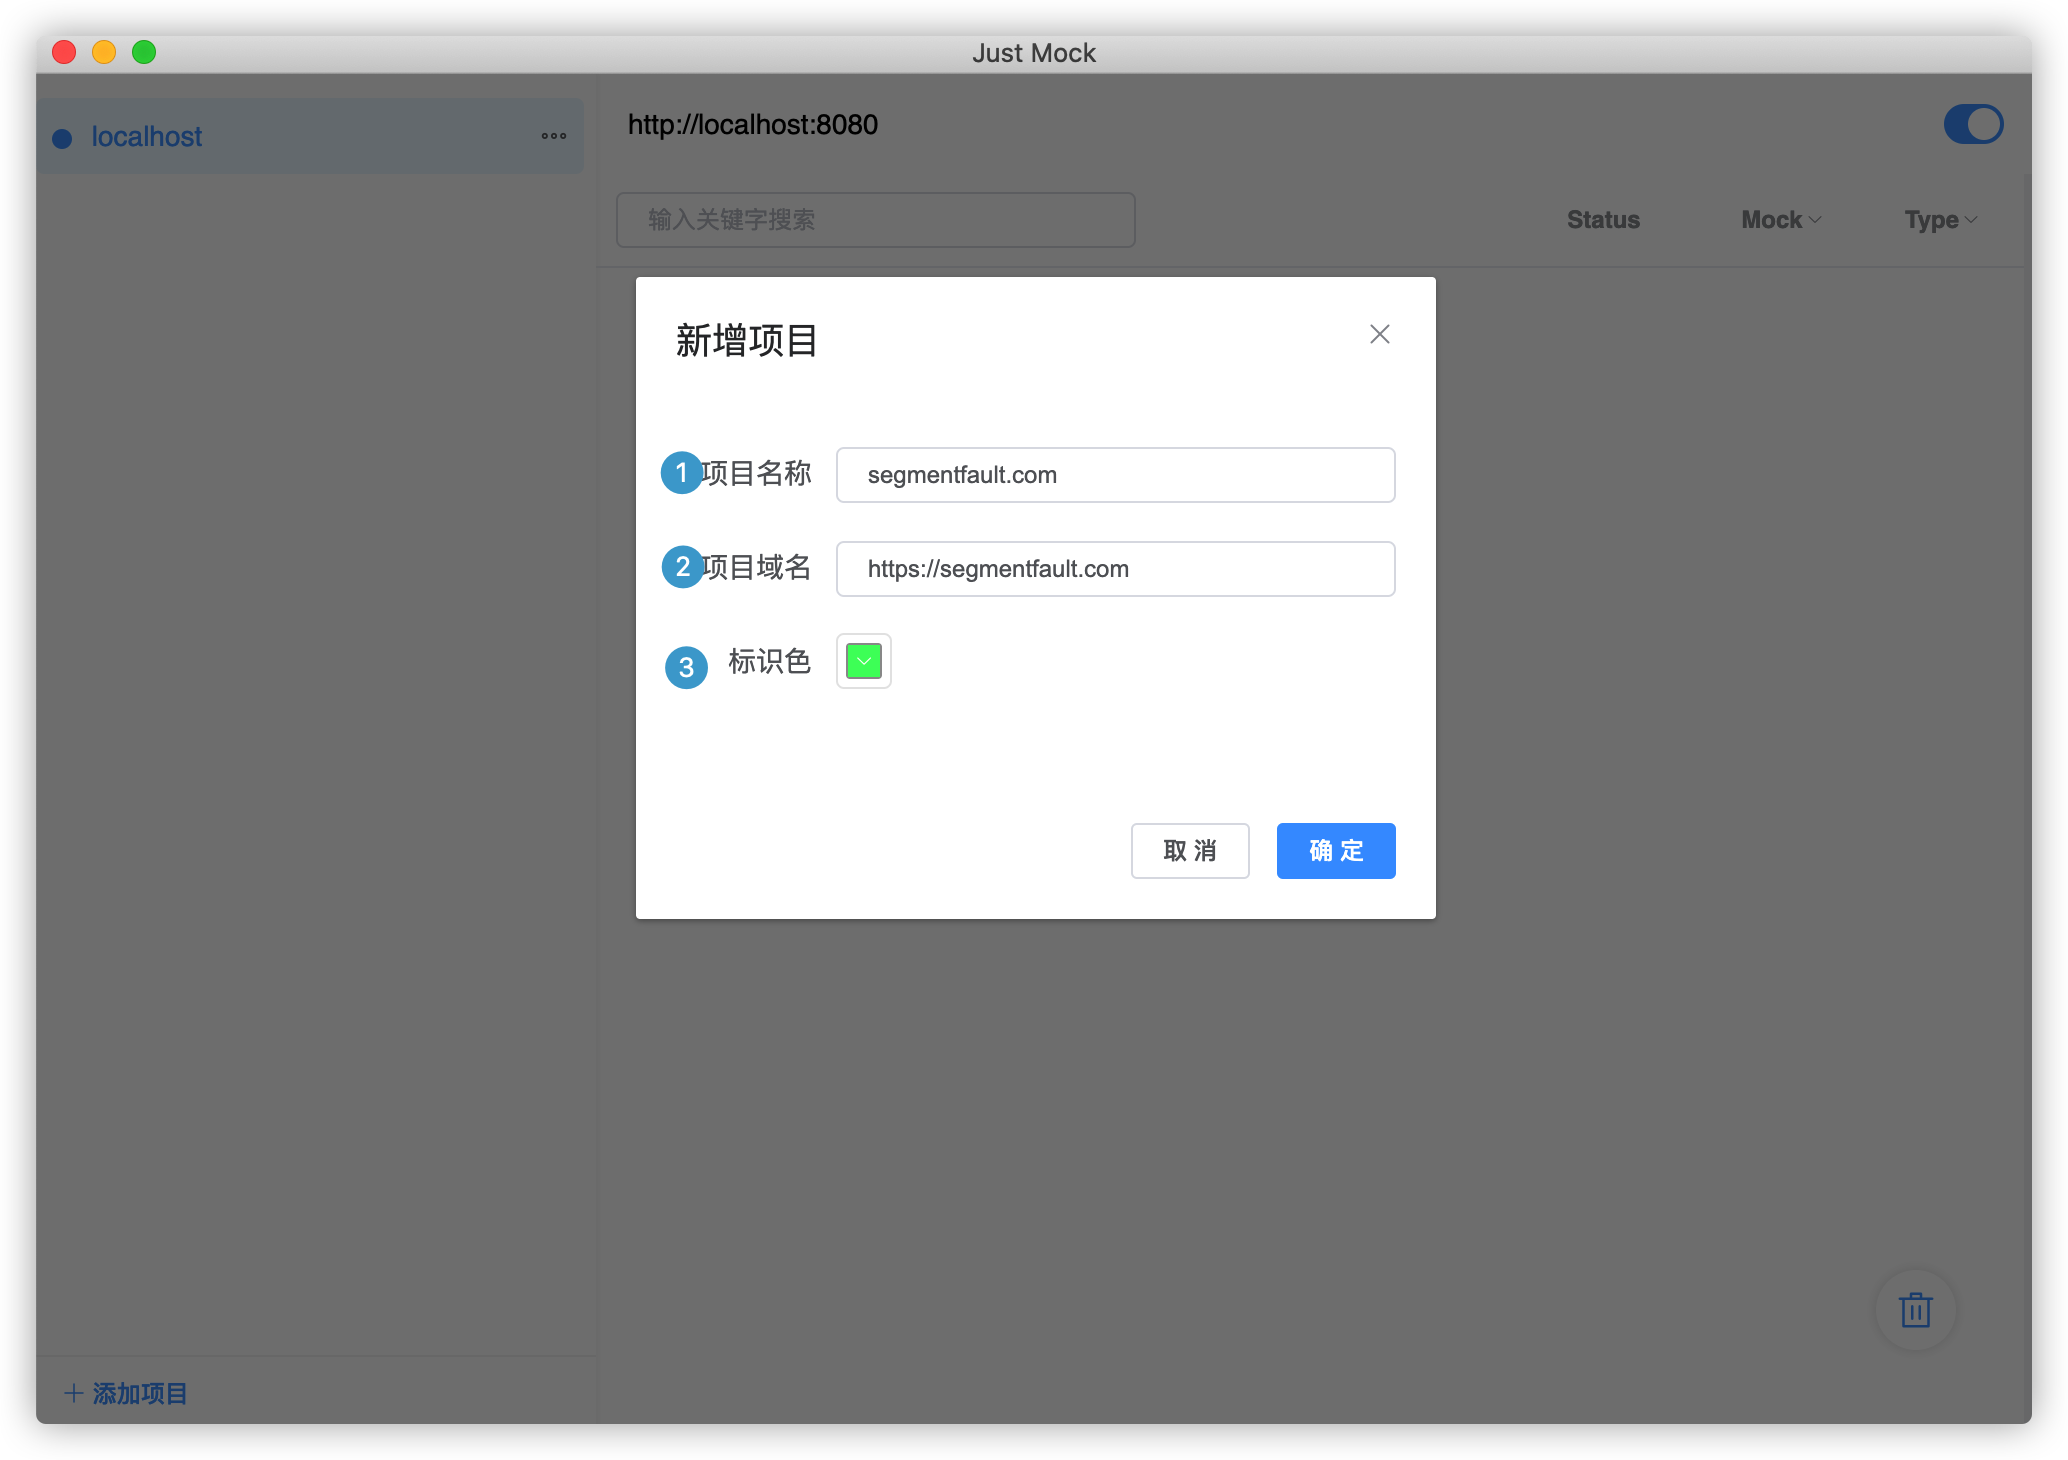 Just Mock
localhost
http://localhost:8080
输入关键字搜索
Status
Mock
Type
新增项目
1 项目名称
segmentfault.com
2 项目域名
https://segmentfault.com
3 标识色
取 消
确 定
添加项目